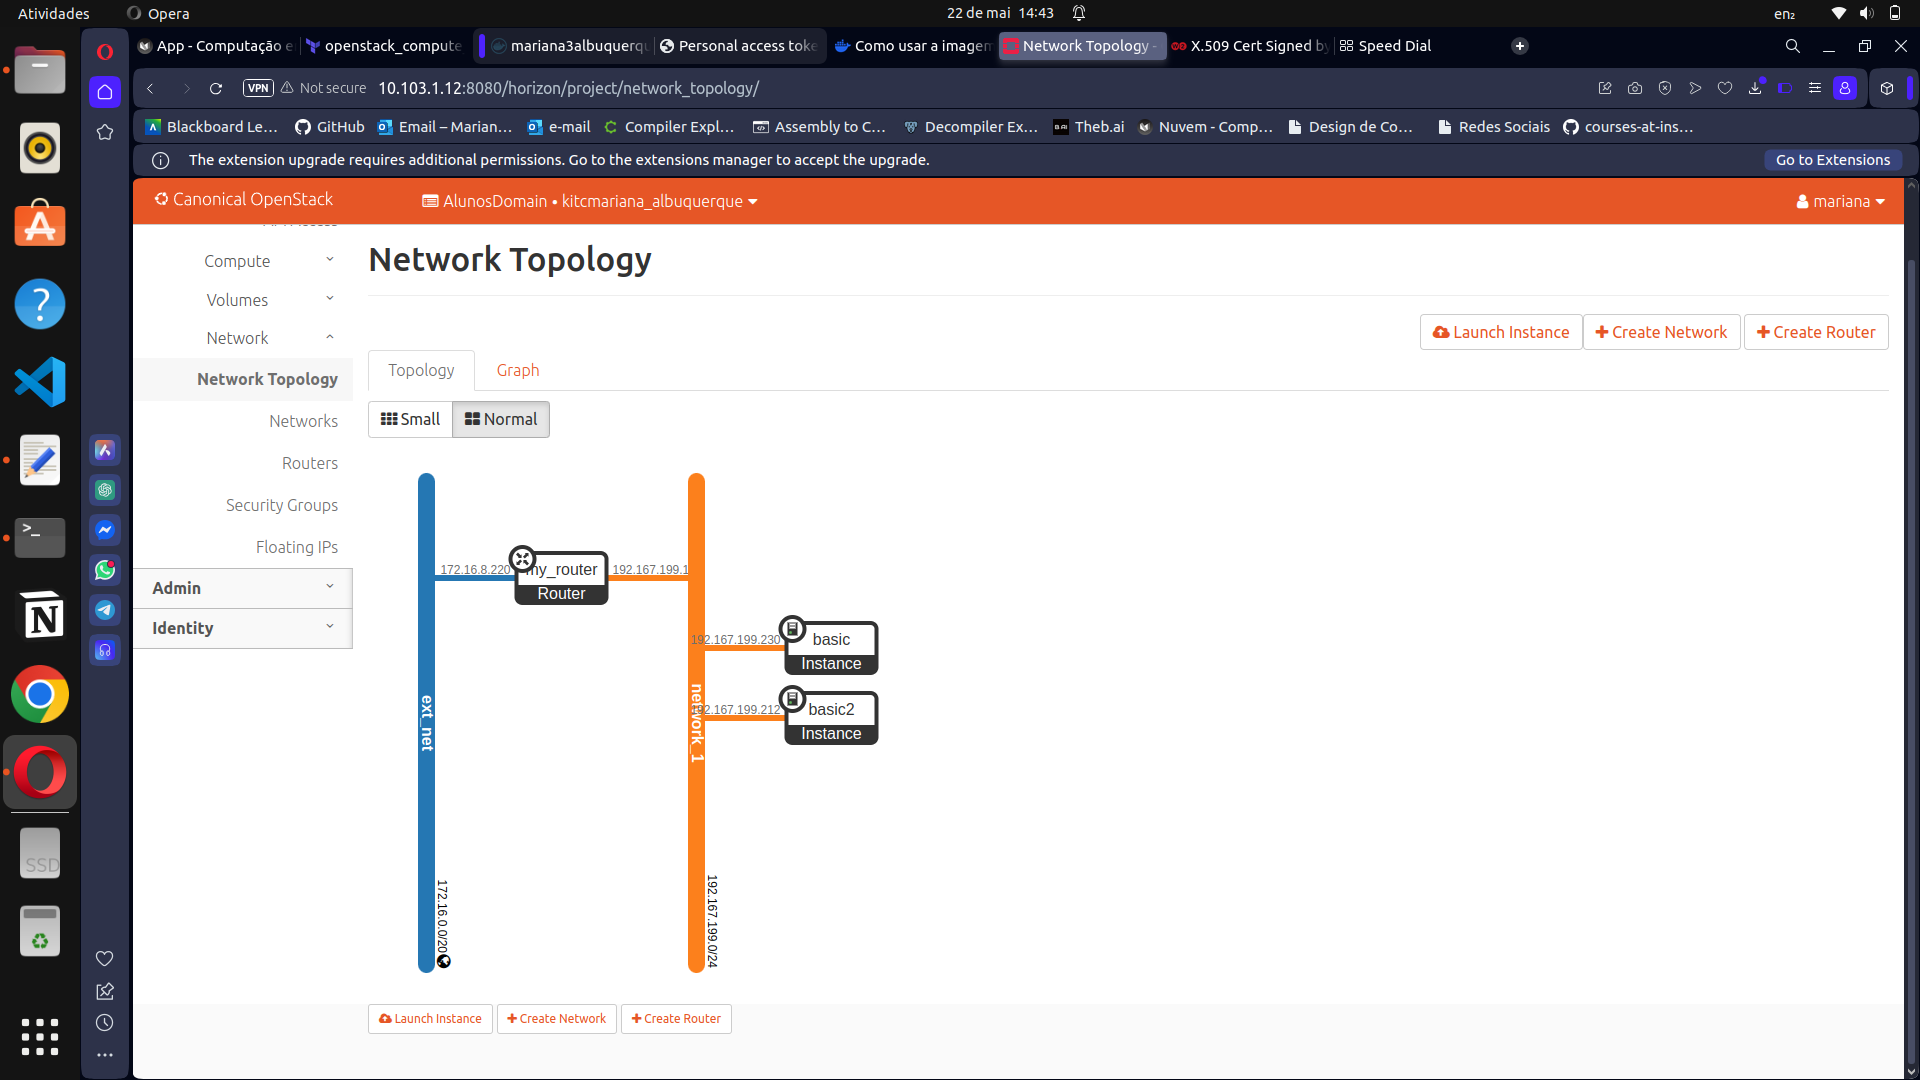 Atividades
Opera
22 de mai 14:43
en₂
App - Computação e
openstack_compute
mariana3albuquerqu
Personal access toke
Como usar a imagem
Network Topology -
X.509 Cert Signed by
Speed Dial
VPN
Not secure
10.103.1.12:8080/horizon/project/network_topology/
Blackboard Le...
GitHub
Email – Marian...
e-mail
Compiler Expl...
Assembly to C...
Decompiler Ex...
Theb.ai
Nuvem - Comp...
Design de Co...
Redes Sociais
courses-at-ins...
The extension upgrade requires additional permissions. Go to the extensions manager to accept the upgrade.
Go to Extensions
Canonical OpenStack
AlunosDomain • kitcmariana_albuquerque
mariana
Compute
Volumes
Network
Network Topology
Networks
Routers
Security Groups
Floating IPs
Admin
Identity
Network Topology
Launch Instance
Create Network
Create Router
Topology
Graph
Small
Normal
ext_net
172.16.0.0/20
172.16.8.220
my_router
Router
192.167.199.1
network_1
192.167.199.0/24
192.167.199.230
basic
Instance
192.167.199.212
basic2
Instance
Launch Instance
Create Network
Create Router
SSD